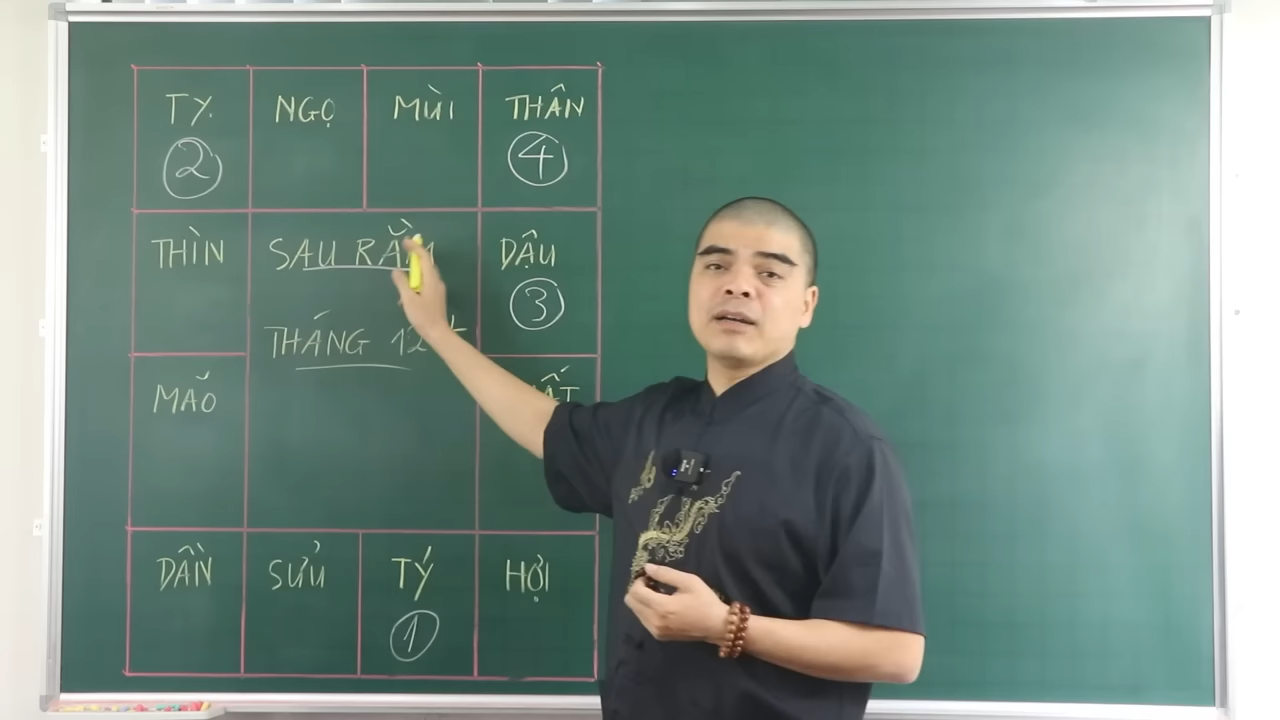 TỴ.
NGỌ
MÙI
THÂN
2
4
THÌN
SAU RẰM
DẬU
3
THÁNG 12
MÃO
DẦN
SỬU
TÝ
HỢI
1